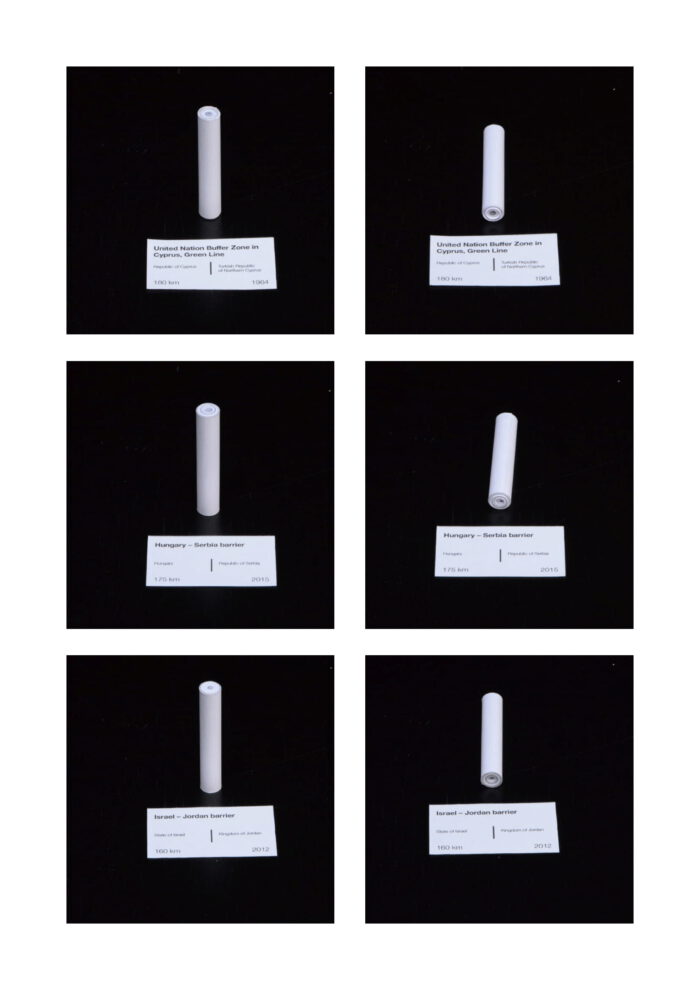 United Nation Buffer Zone in
Cyprus, Green Line
Republic of Cyprus | Turkish Republic
of Northern Cyprus
180 km 1964
United Nation Buffer Zone in
Cyprus, Green Line
Republic of Cyprus | Turkish Republic
of Northern Cyprus
180 km 1964
Hungary – Serbia barrier
Hungary | Republic of Serbia
175 km 2015
Hungary – Serbia barrier
Hungary | Republic of Serbia
175 km 2015
Israel – Jordan barrier
State of Israel | Kingdom of Jordan
160 km 2012
Israel – Jordan barrier
State of Israel | Kingdom of Jordan
160 km 2012